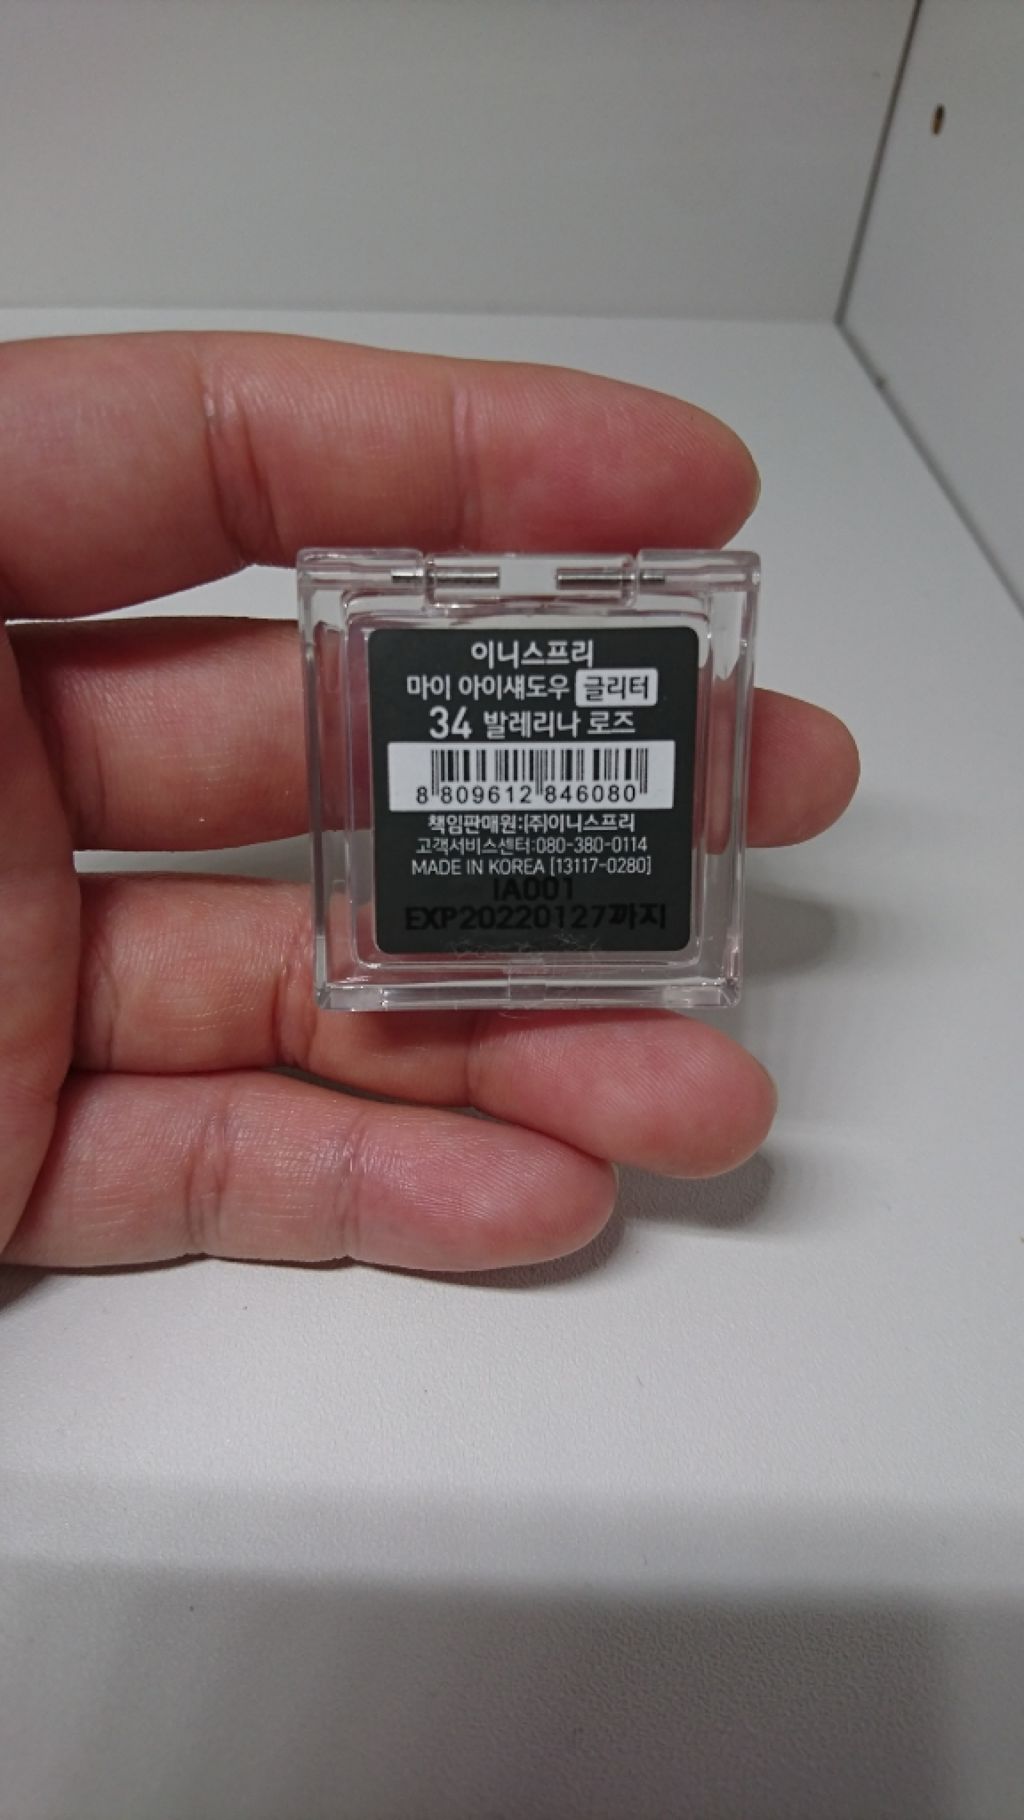 이니스프리
마이 아이섀도우 글리터
34 발레리나 로즈
8 809612 846080
책임판매원:(주)이니스프리
고객서비스센터:080-380-0114
MADE IN KOREA [13117-0280]
IA001
EXP20220127까지